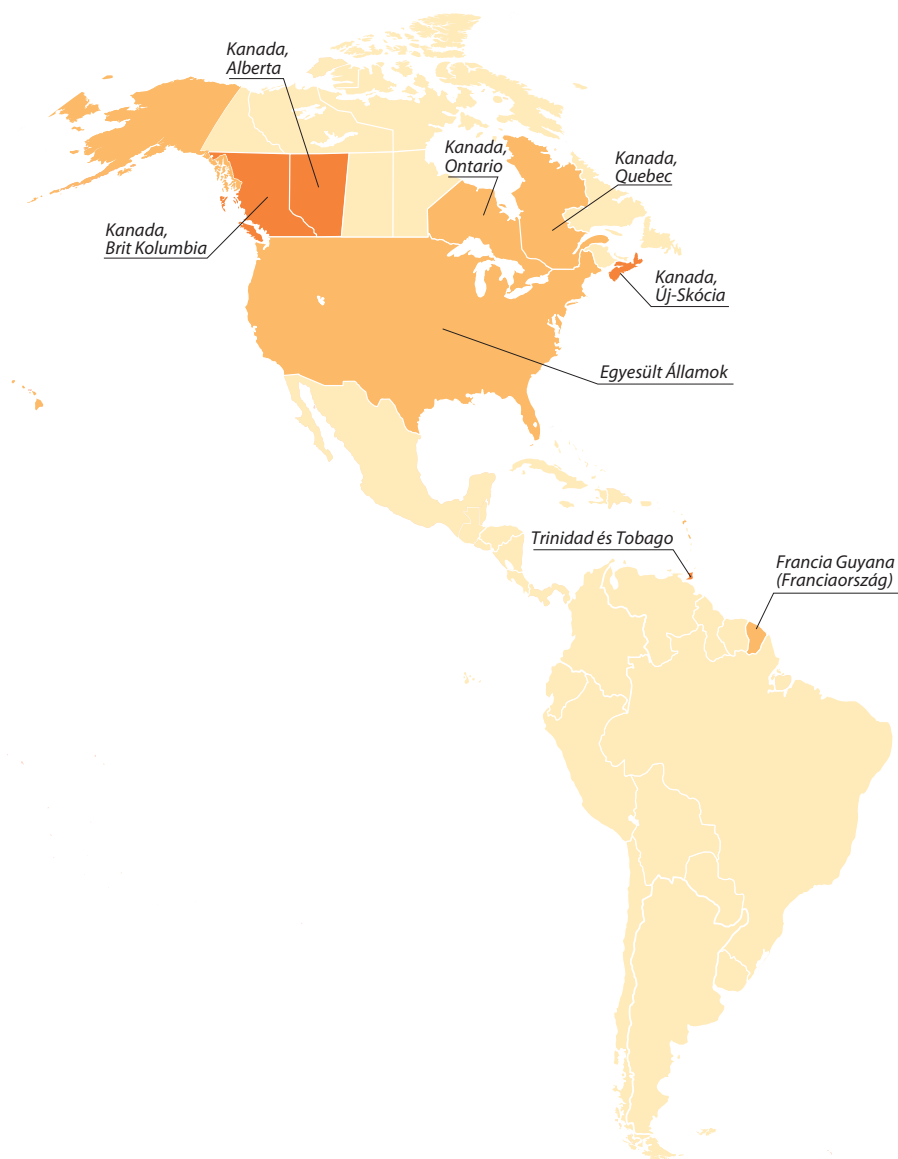 Kanada,
Alberta
Kanada,
Ontario
Kanada,
Quebec
Kanada,
Brit Kolumbia
Kanada,
Új-Skócia
Egyesült Államok
Trinidad és Tobago
Francia Guyana
(Franciaország)